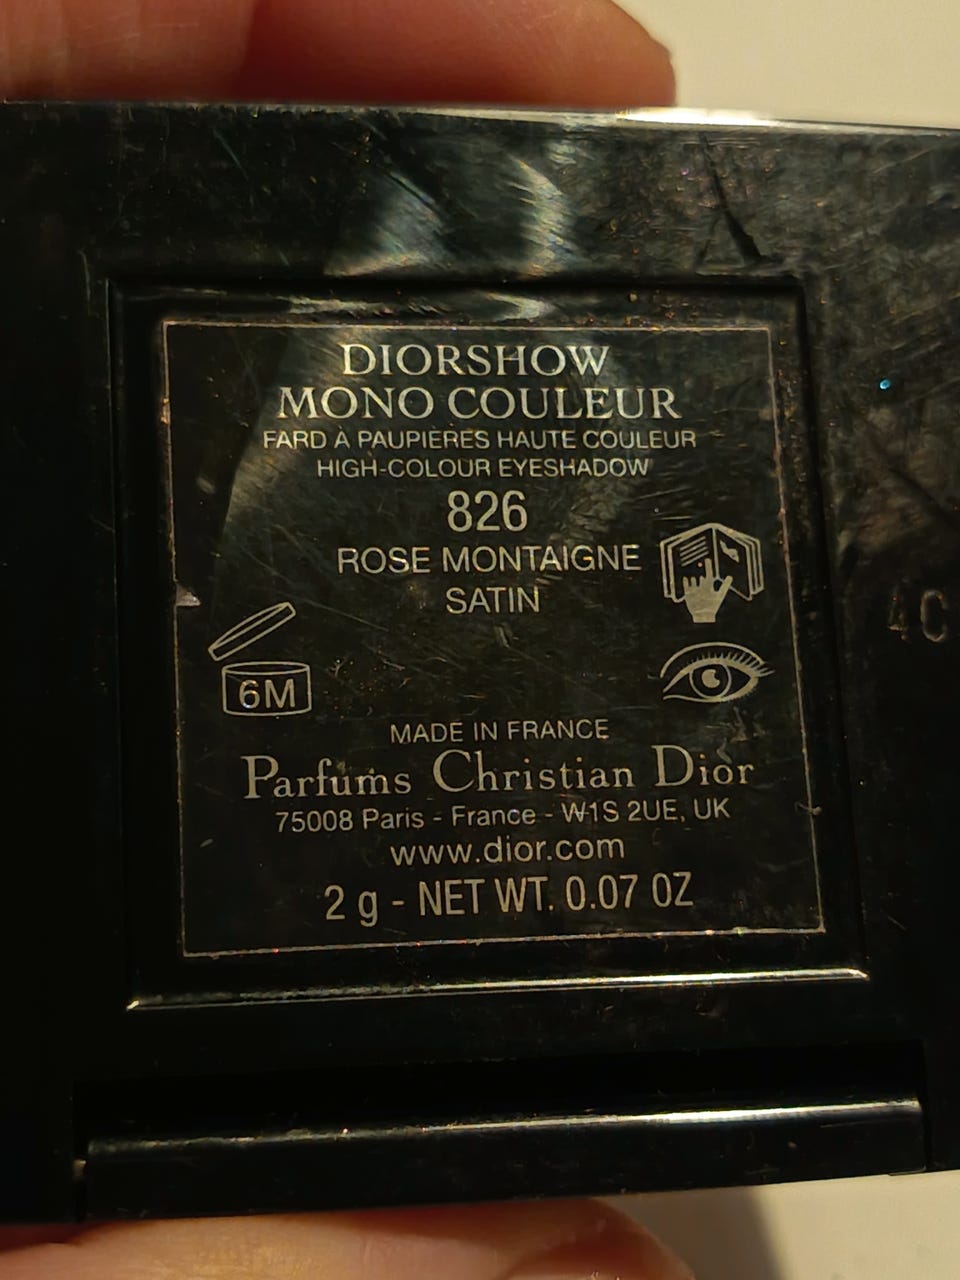 DIORSHOW
MONO COULEUR
FARD À PAUPIÈRES HAUTE COULEUR
HIGH-COLOUR EYESHADOW
826
ROSE MONTAIGNE
SATIN
6M
4C
MADE IN FRANCE
Parfums Christian Dior
75008 Paris - France - W1S 2UE, UK
www.dior.com
2 g - NET WT. 0.07 OZ